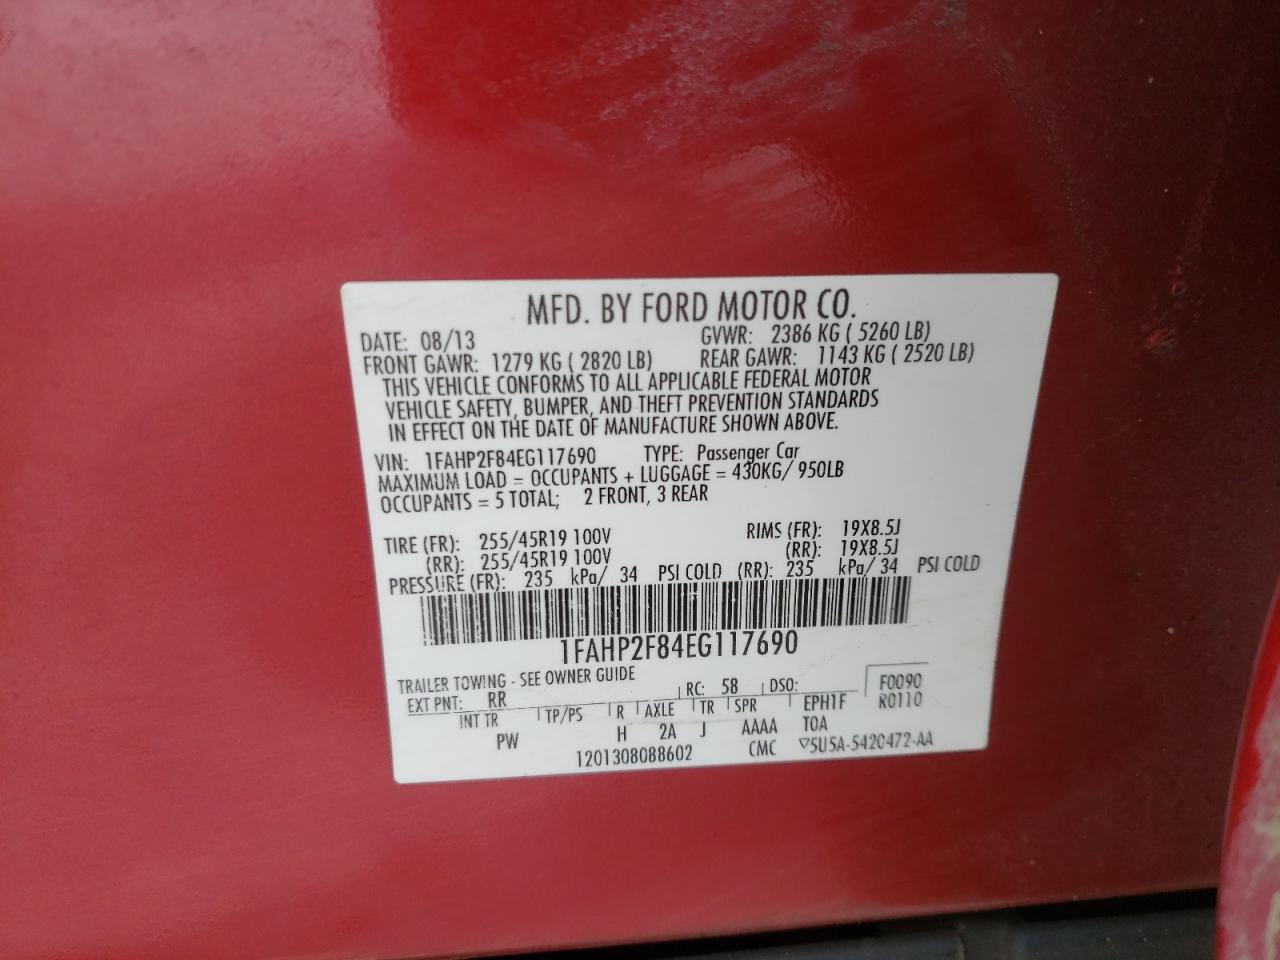 MFD. BY FORD MOTOR CO.
DATE: 08/13 GVWR: 2386 KG ( 5260 LB)
FRONT GAWR: 1279 KG ( 2820 LB) REAR GAWR: 1143 KG ( 2520 LB)
THIS VEHICLE CONFORMS TO ALL APPLICABLE FEDERAL MOTOR
VEHICLE SAFETY, BUMPER, AND THEFT PREVENTION STANDARDS
IN EFFECT ON THE DATE OF MANUFACTURE SHOWN ABOVE.
VIN: 1FAHP2F84EG117690 TYPE: Passenger Car
MAXIMUM LOAD = OCCUPANTS + LUGGAGE = 430KG/ 950LB
OCCUPANTS = 5 TOTAL; 2 FRONT, 3 REAR
TIRE (FR): 255/45R19 100V RIMS (FR): 19X8.5J
(RR): 255/45R19 100V (RR): 19X8.5J
PRESSURE (FR): 235 kPa/ 34 PSI COLD (RR): 235 kPa/ 34 PSI COLD
1FAHP2F84EG117690
TRAILER TOWING - SEE OWNER GUIDE
EXT PNT: RR RC: 58 DSO: F0090
INT TR TP/PS R AXLE TR SPR EPH1F R0110
PW H 2A J AAAA TOA
1201308088602 CMC ▽5U5A-5420472-AA